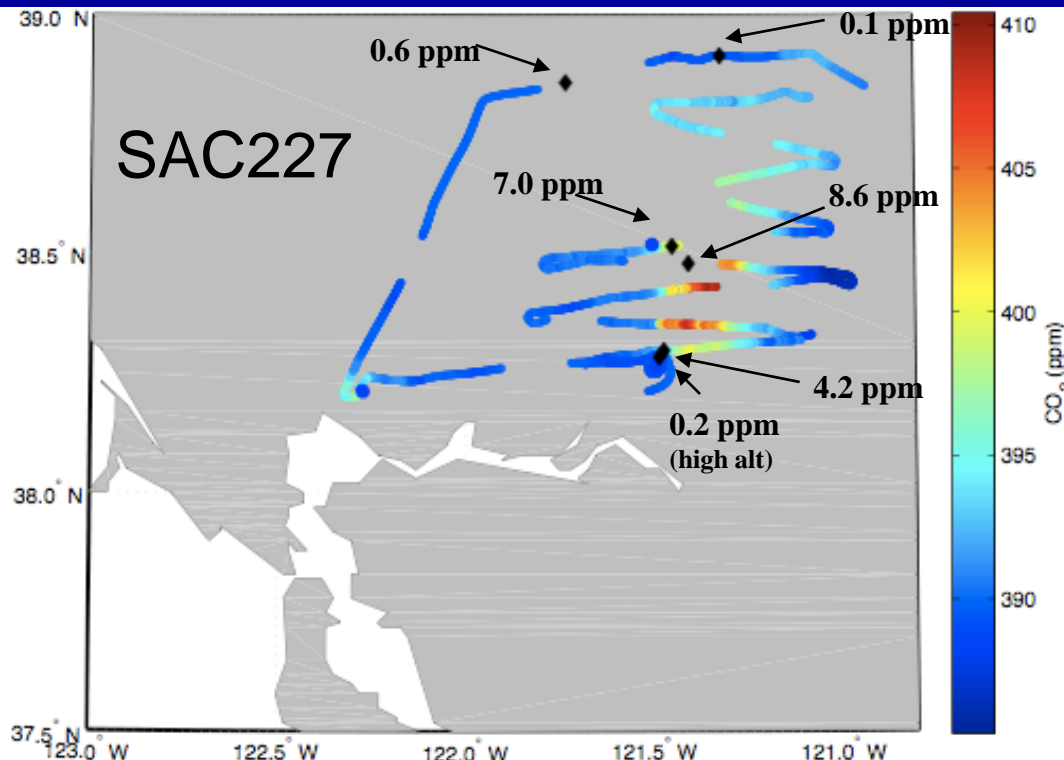 39.0° N
0.1 ppm
410
0.6 ppm
SAC227
405
7.0 ppm
8.6 ppm
38.5° N
400
CO2 (ppm)
4.2 ppm
0.2 ppm
(high alt)
395
38.0° N
390
37.5° N
123.0° W
122.5° W
122.0° W
121.5° W
121.0° W